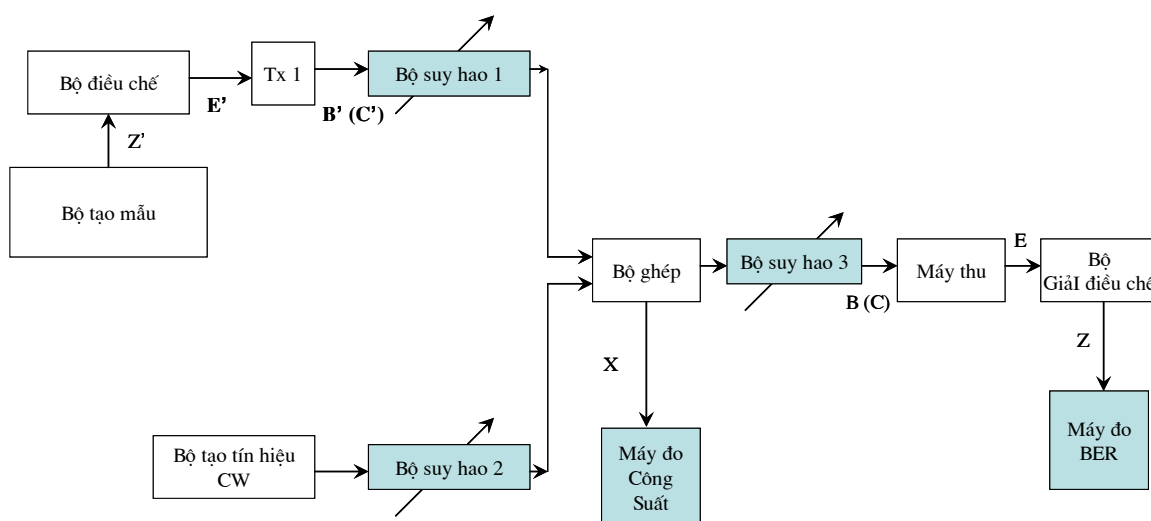 Bộ điều chế
E'
Tx 1
B' (C')
Bộ suy hao 1
Z'
Bộ tạo mẫu
Bộ ghép
Bộ suy hao 3
B (C)
Máy thu
E
Bộ
GiảI điều chế
X
Z
Máy đo
Công
Suất
Máy đo
BER
Bộ tạo tín hiệu
CW
Bộ suy hao 2